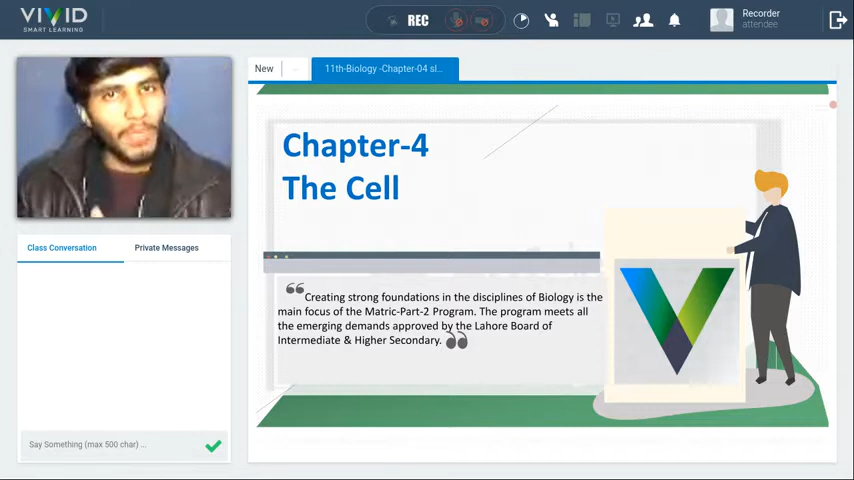 VIVID
SMART LEARNING
REC
Recorder
attendee
New
11th-Biology -Chapter-04 sl...
Chapter-4
The Cell
“Creating strong foundations in the disciplines of Biology is the
main focus of the Matric-Part-2 Program. The program meets all
the emerging demands approved by the Lahore Board of
Intermediate & Higher Secondary.”
Class Conversation
Private Messages
Say Something (max 500 char) ...